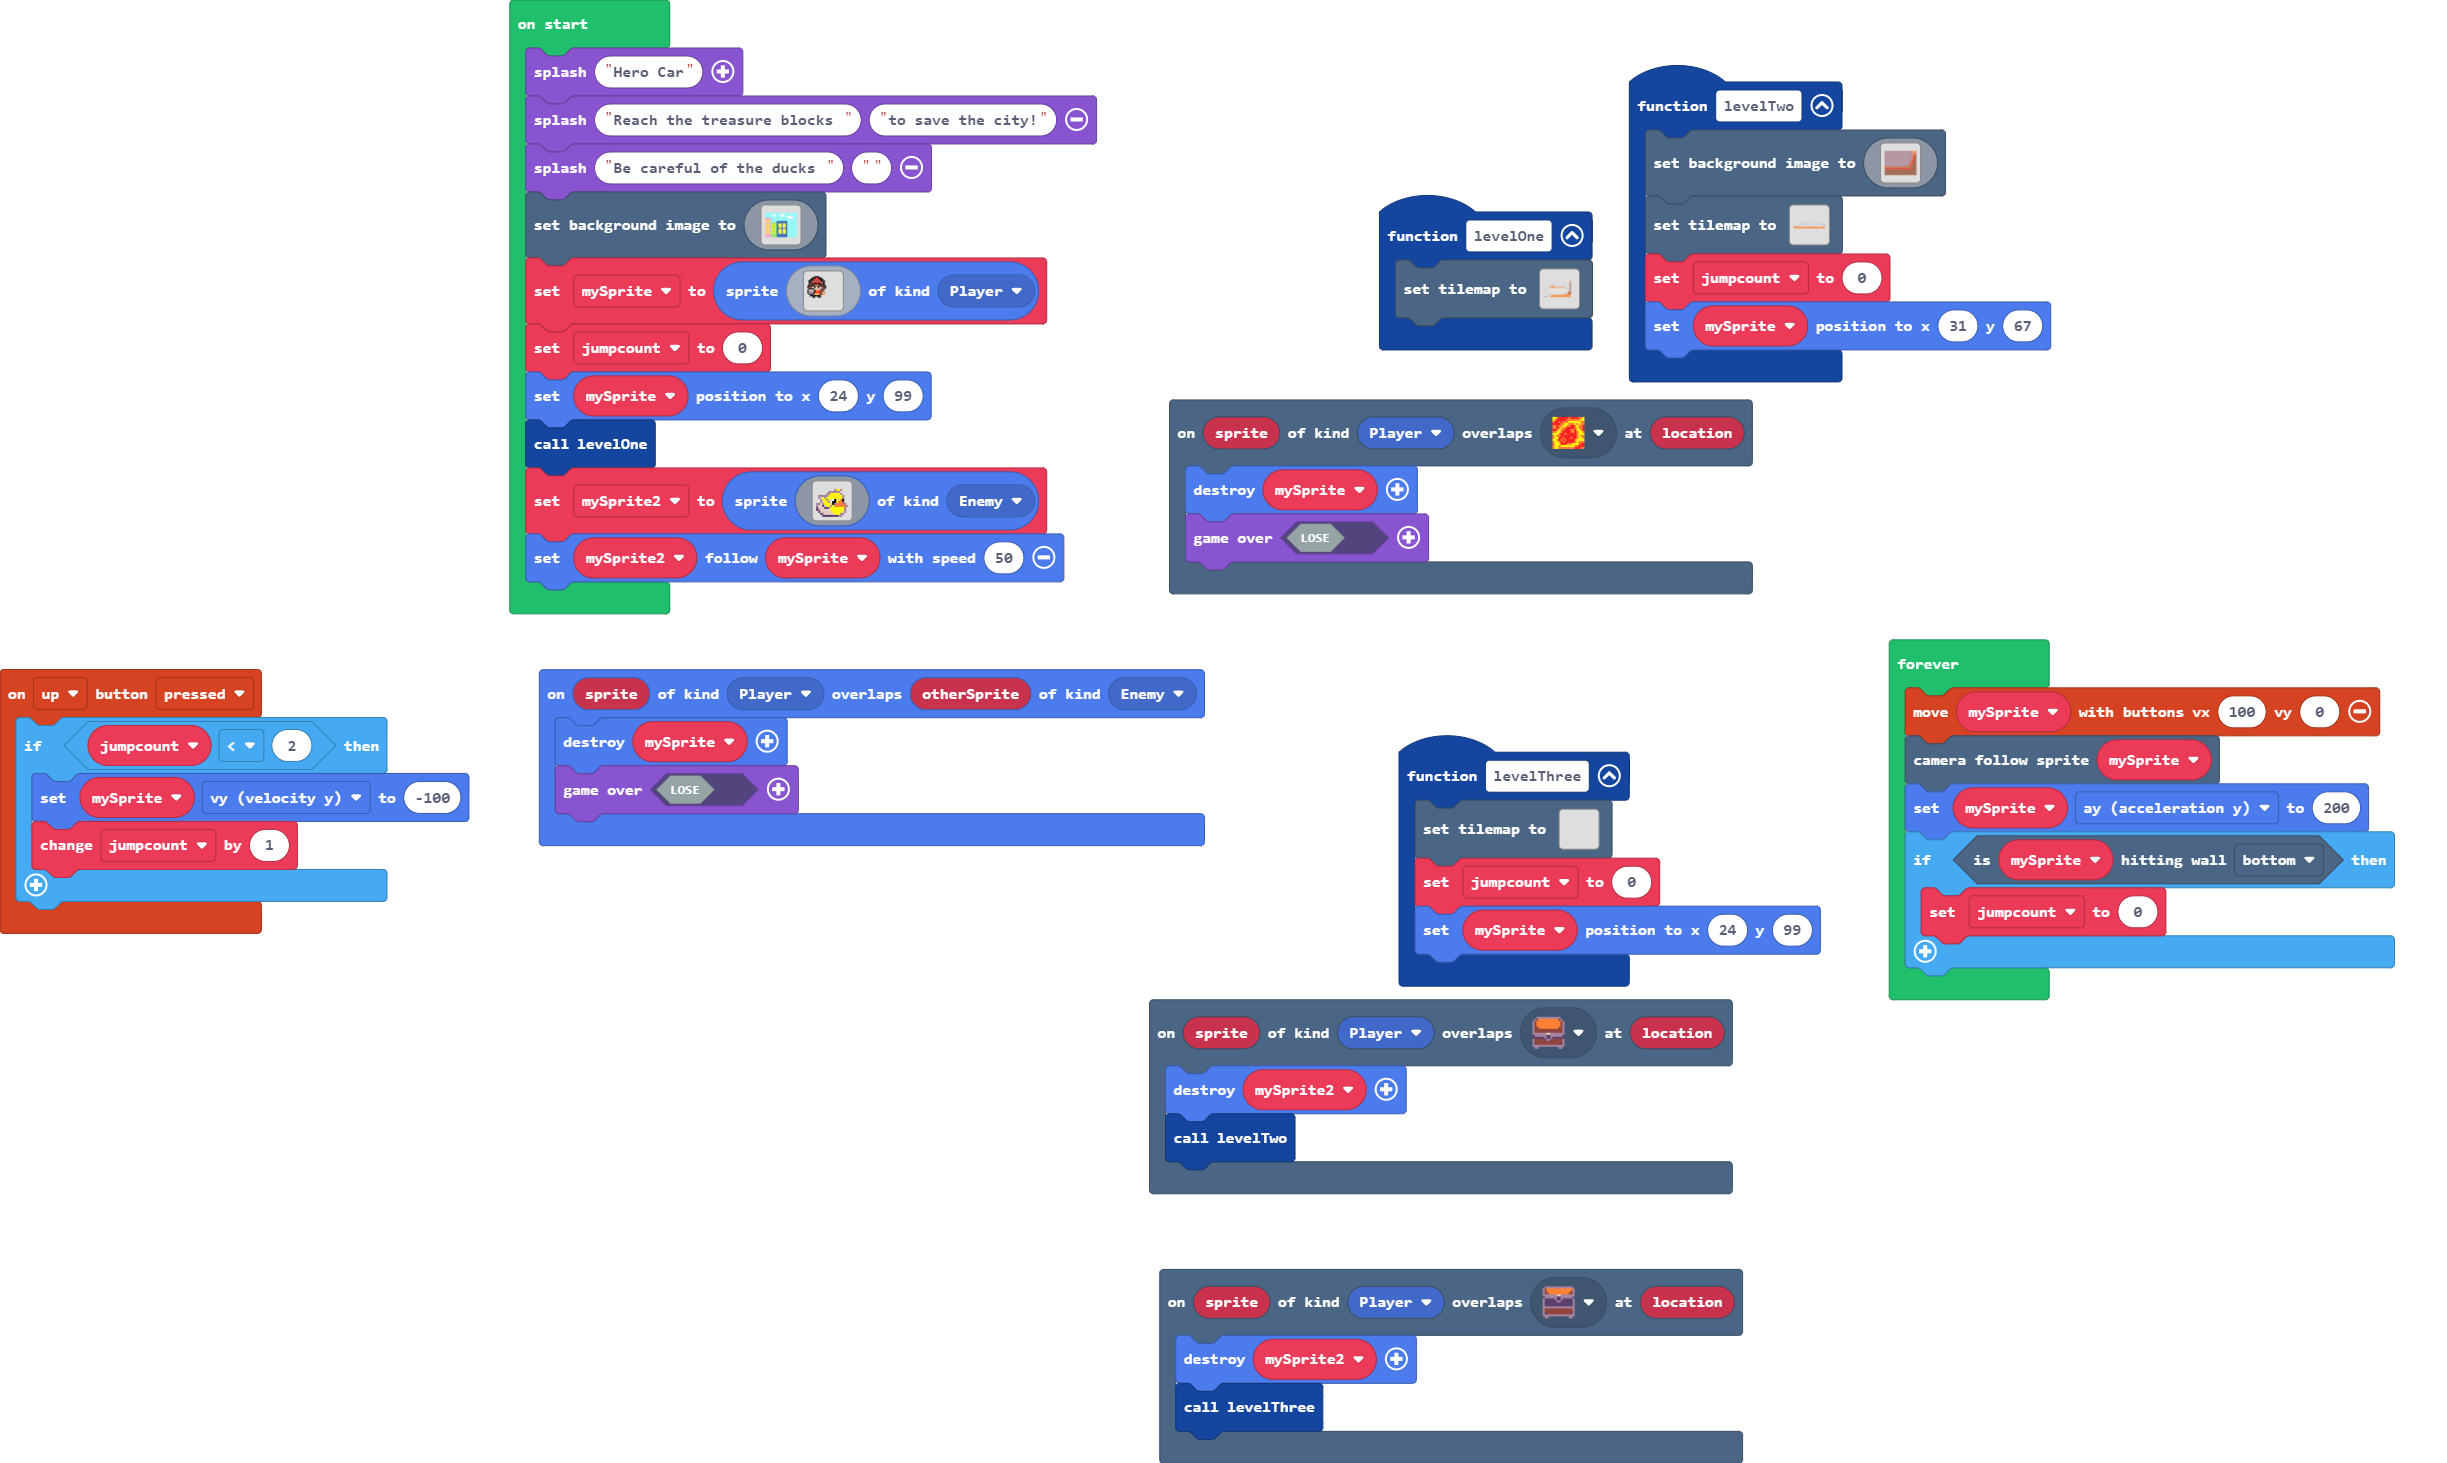 on start
splash "Hero Car"
splash "Reach the treasure blocks " "to save the city!"
splash "Be careful of the ducks " " "
set background image to
set mySprite to sprite of kind Player
set jumpcount to 0
set mySprite position to x 24 y 99
call levelOne
set mySprite2 to sprite of kind Enemy
set mySprite2 follow mySprite with speed 50
function levelOne
set tilemap to
function levelTwo
set background image to
set tilemap to
set jumpcount to 0
set mySprite position to x 31 y 67
on sprite of kind Player overlaps at location
destroy mySprite
game over LOSE
on up button pressed
if jumpcount < 2 then
set mySprite vy (velocity y) to -100
change jumpcount by 1
on sprite of kind Player overlaps otherSprite of kind Enemy
destroy mySprite
game over LOSE
function levelThree
set tilemap to
set jumpcount to 0
set mySprite position to x 24 y 99
forever
move mySprite with buttons vx 100 vy 0
camera follow sprite mySprite
set mySprite ay (acceleration y) to 200
if is mySprite hitting wall bottom then
set jumpcount to 0
on sprite of kind Player overlaps at location
destroy mySprite2
call levelTwo
on sprite of kind Player overlaps at location
destroy mySprite2
call levelThree